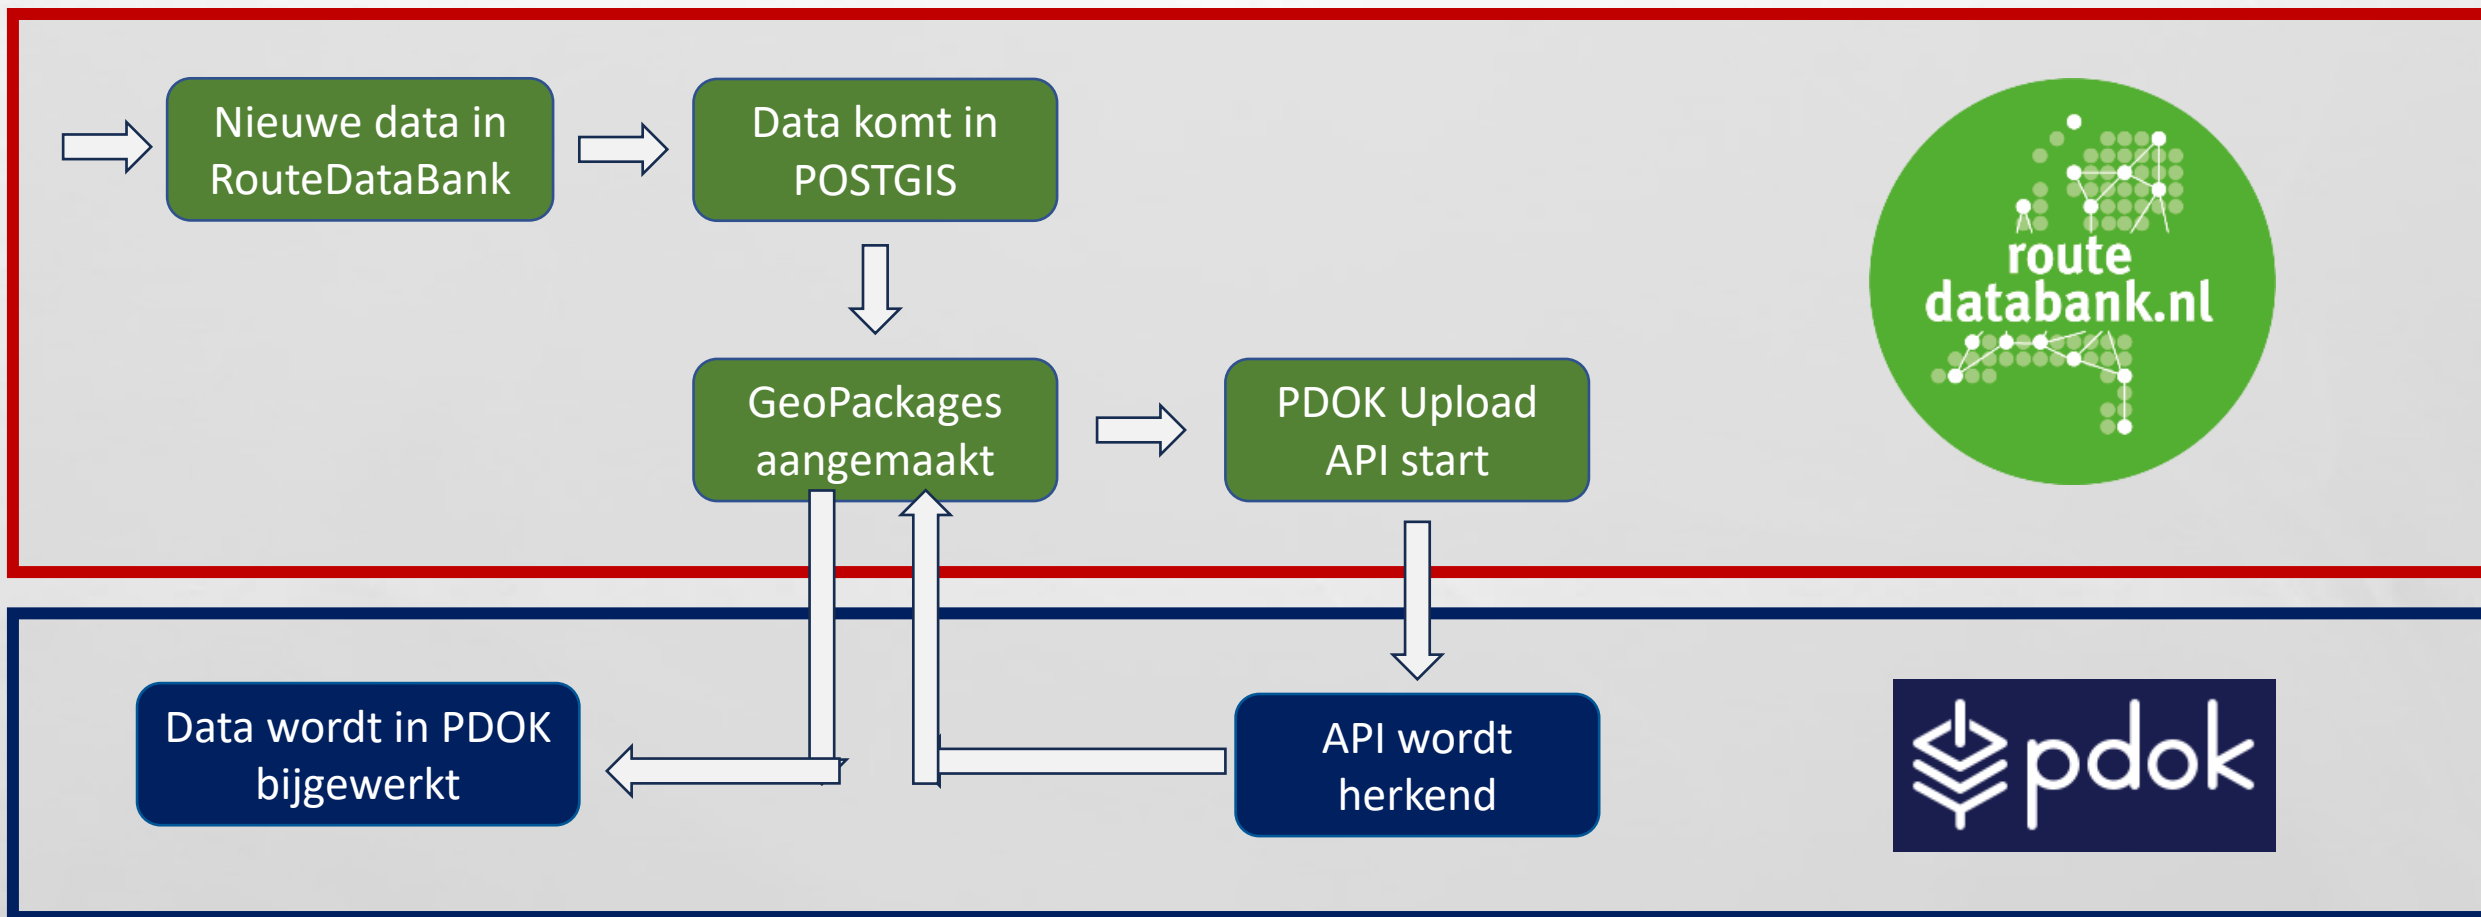 Nieuwe data in
RouteDataBank
Data komt in
POSTGIS
route
databank.nl
GeoPackages
aangemaakt
PDOK Upload
API start
Data wordt in PDOK
bijgewerkt
API wordt
herkend
pdok